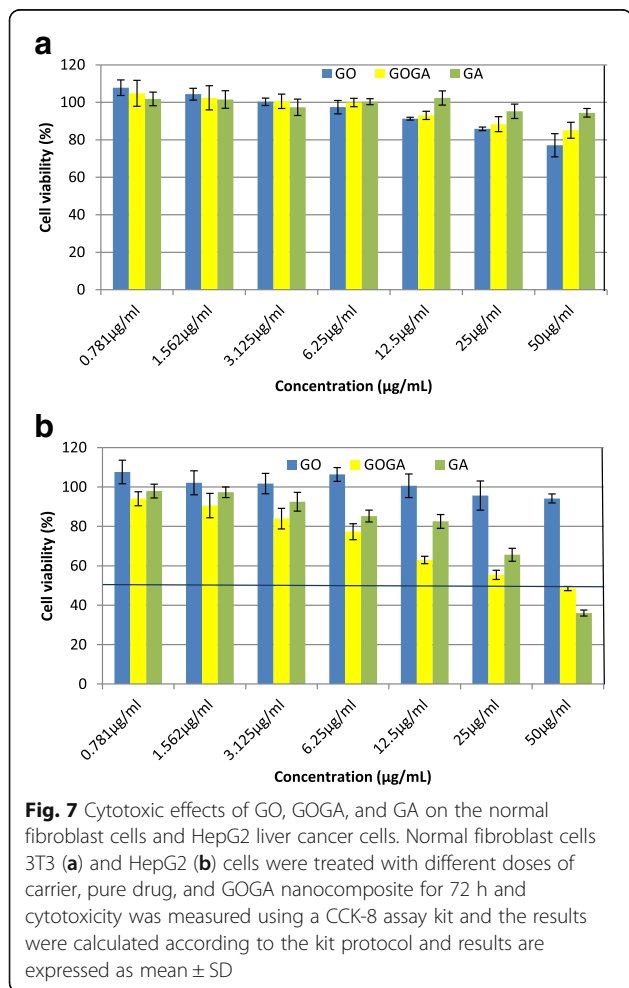 a
120
100
80
60
40
20
0
Cell viability (%)
GO GOGA GA
0.781µg/ml 1.562µg/ml 3.125µg/ml 6.25µg/ml 12.5µg/ml 25µg/ml 50µg/ml
Concentration (µg/mL)
b
120
100
80
60
40
20
0
Cell viability (%)
GO GOGA GA
0.781µg/ml 1.562µg/ml 3.125µg/ml 6.25µg/ml 12.5µg/ml 25µg/ml 50µg/ml
Concentration (µg/mL)
Fig. 7 Cytotoxic effects of GO, GOGA, and GA on the normal
fibroblast cells and HepG2 liver cancer cells. Normal fibroblast cells
3T3 (a) and HepG2 (b) cells were treated with different doses of
carrier, pure drug, and GOGA nanocomposite for 72 h and
cytotoxicity was measured using a CCK-8 assay kit and the results
were calculated according to the kit protocol and results are
expressed as mean ± SD